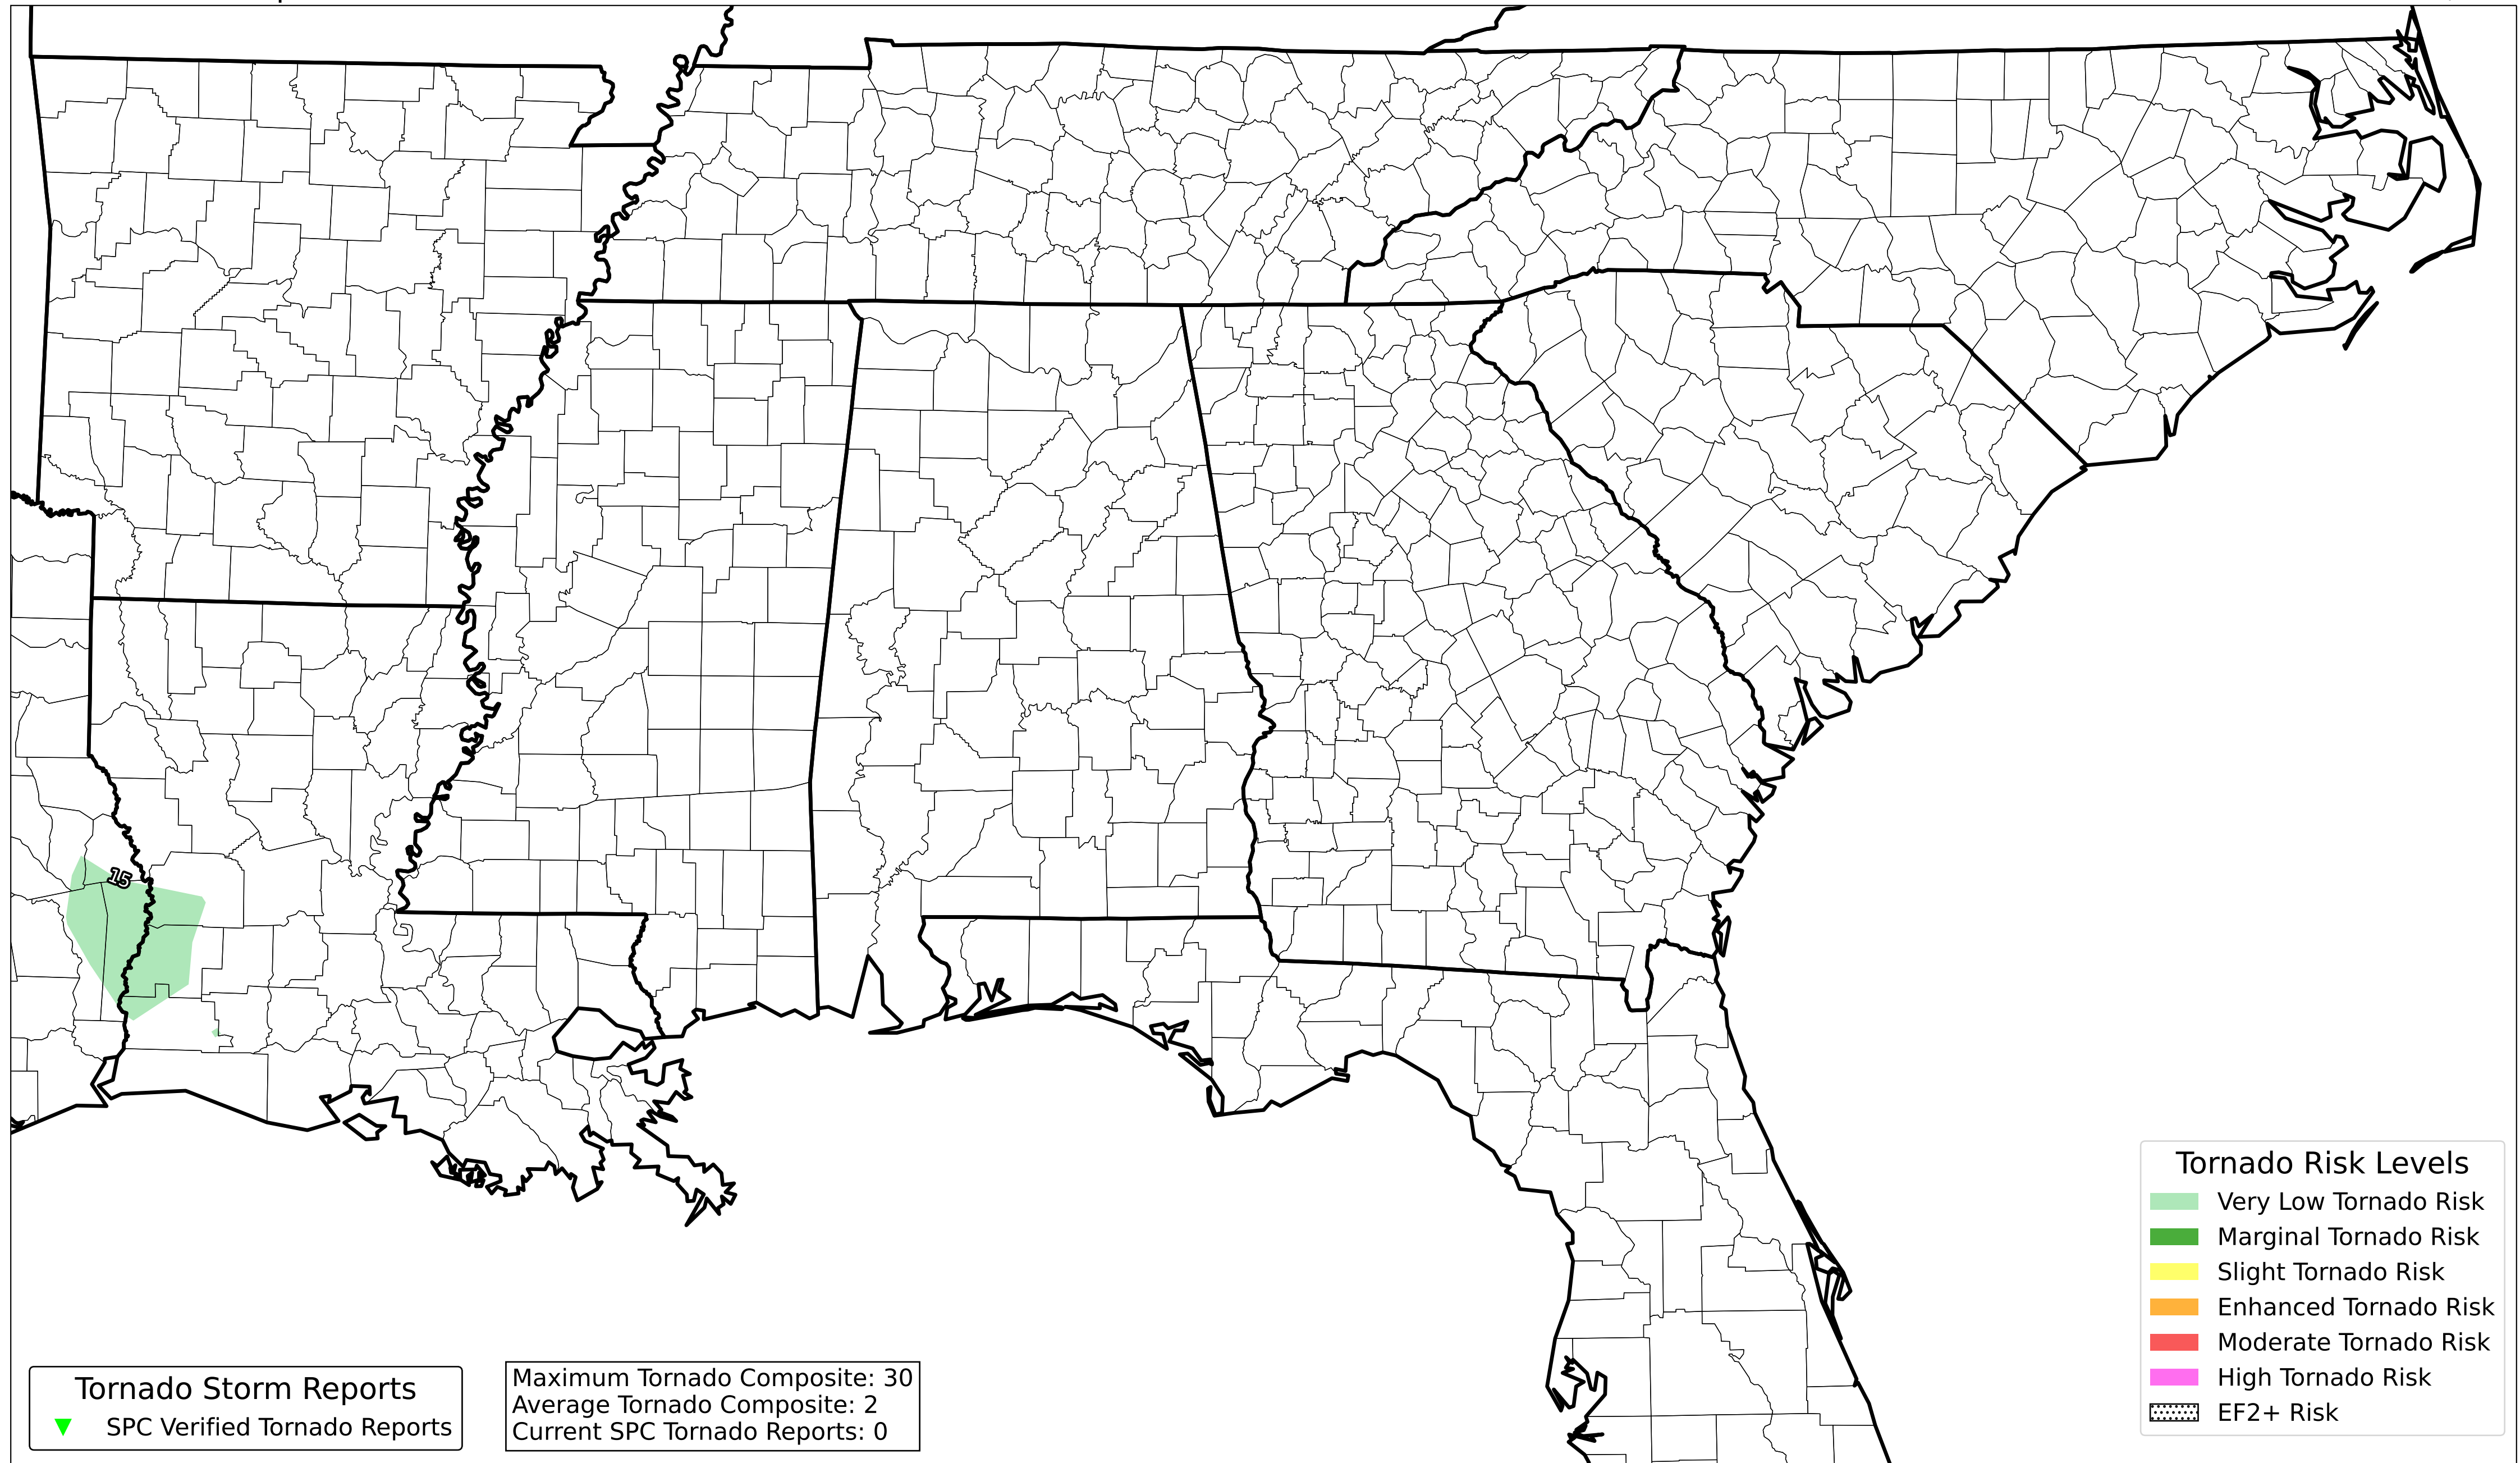 15
Tornado Storm Reports
SPC Verified Tornado Reports
Maximum Tornado Composite: 30
Average Tornado Composite: 2
Current SPC Tornado Reports: 0
Tornado Risk Levels
Very Low Tornado Risk
Marginal Tornado Risk
Slight Tornado Risk
Enhanced Tornado Risk
Moderate Tornado Risk
High Tornado Risk
EF2+ Risk